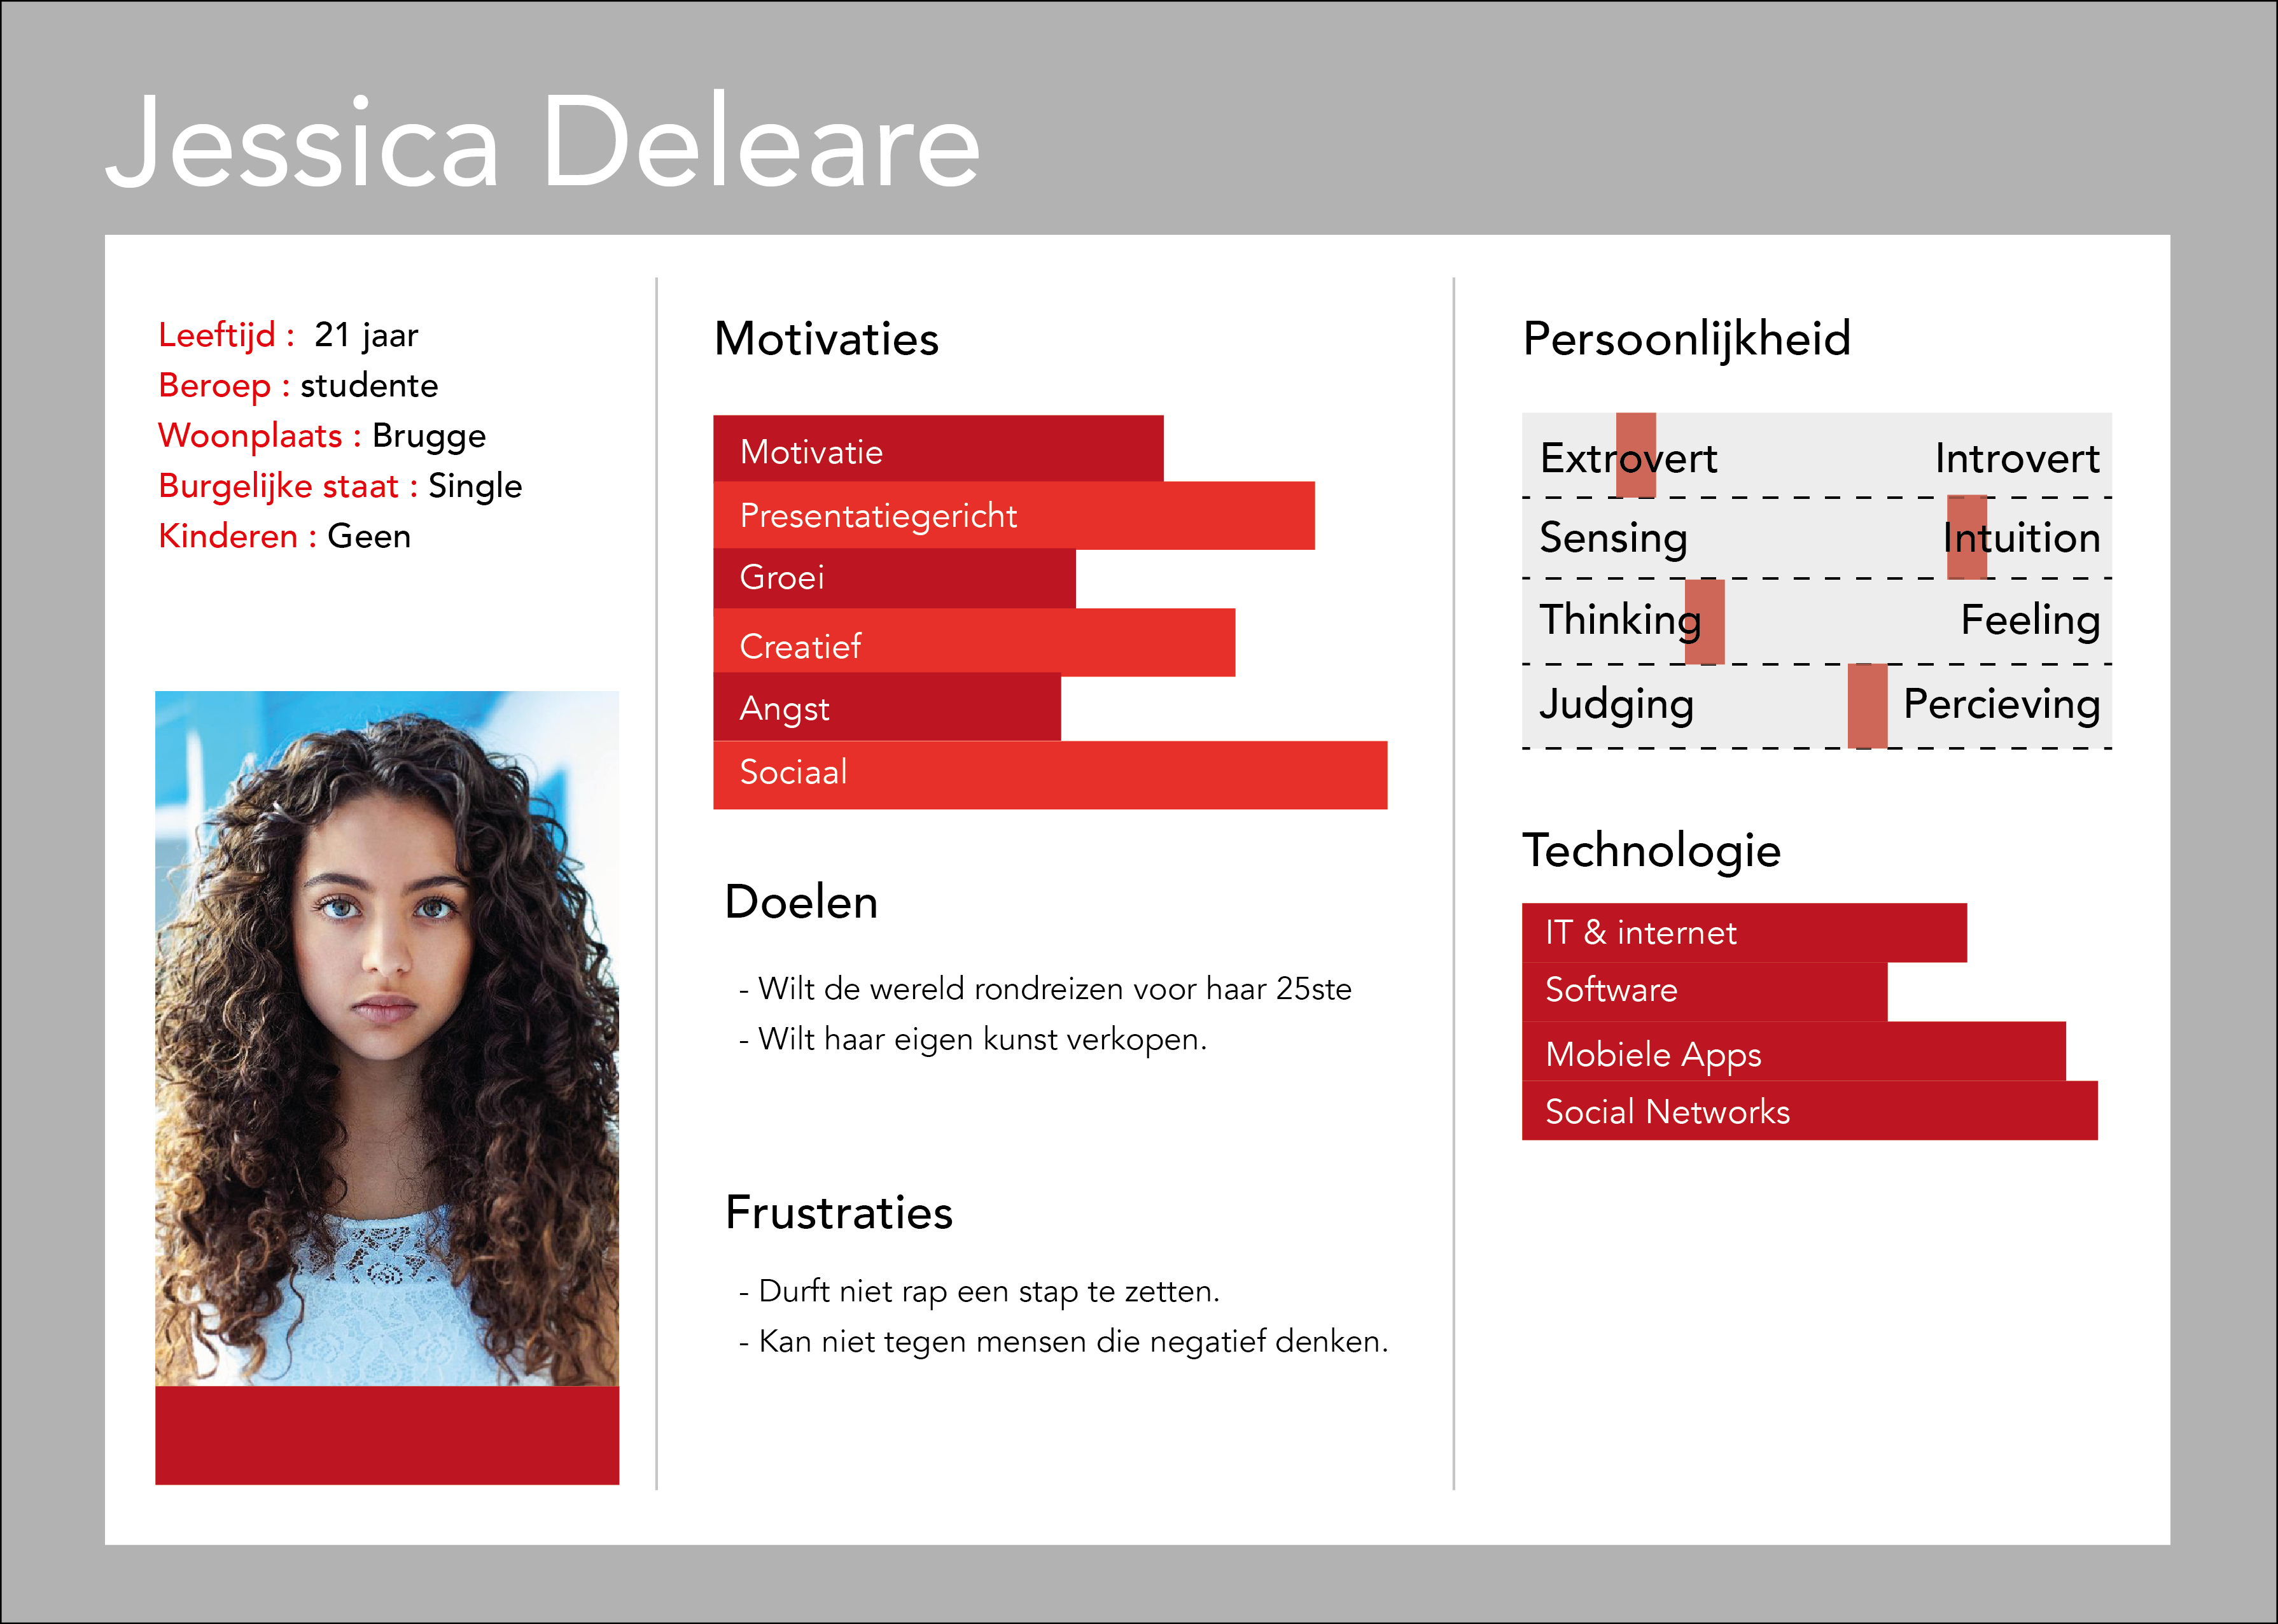 Jessica Deleare
Leeftijd :  21 jaar
Beroep : studente
Woonplaats : Brugge
Burgelijke staat : Single
Kinderen : Geen
Motivaties
Motivatie
Presentatiegericht
Groei
Creatief
Angst
Sociaal
Doelen
- Wilt de wereld rondreizen voor haar 25ste
- Wilt haar eigen kunst verkopen.
Frustraties
- Durft niet rap een stap te zetten.
- Kan niet tegen mensen die negatief denken.
Persoonlijkheid
Extrovert Introvert
Sensing Intuition
Thinking Feeling
Judging Percieving
Technologie
IT & internet
Software
Mobiele Apps
Social Networks